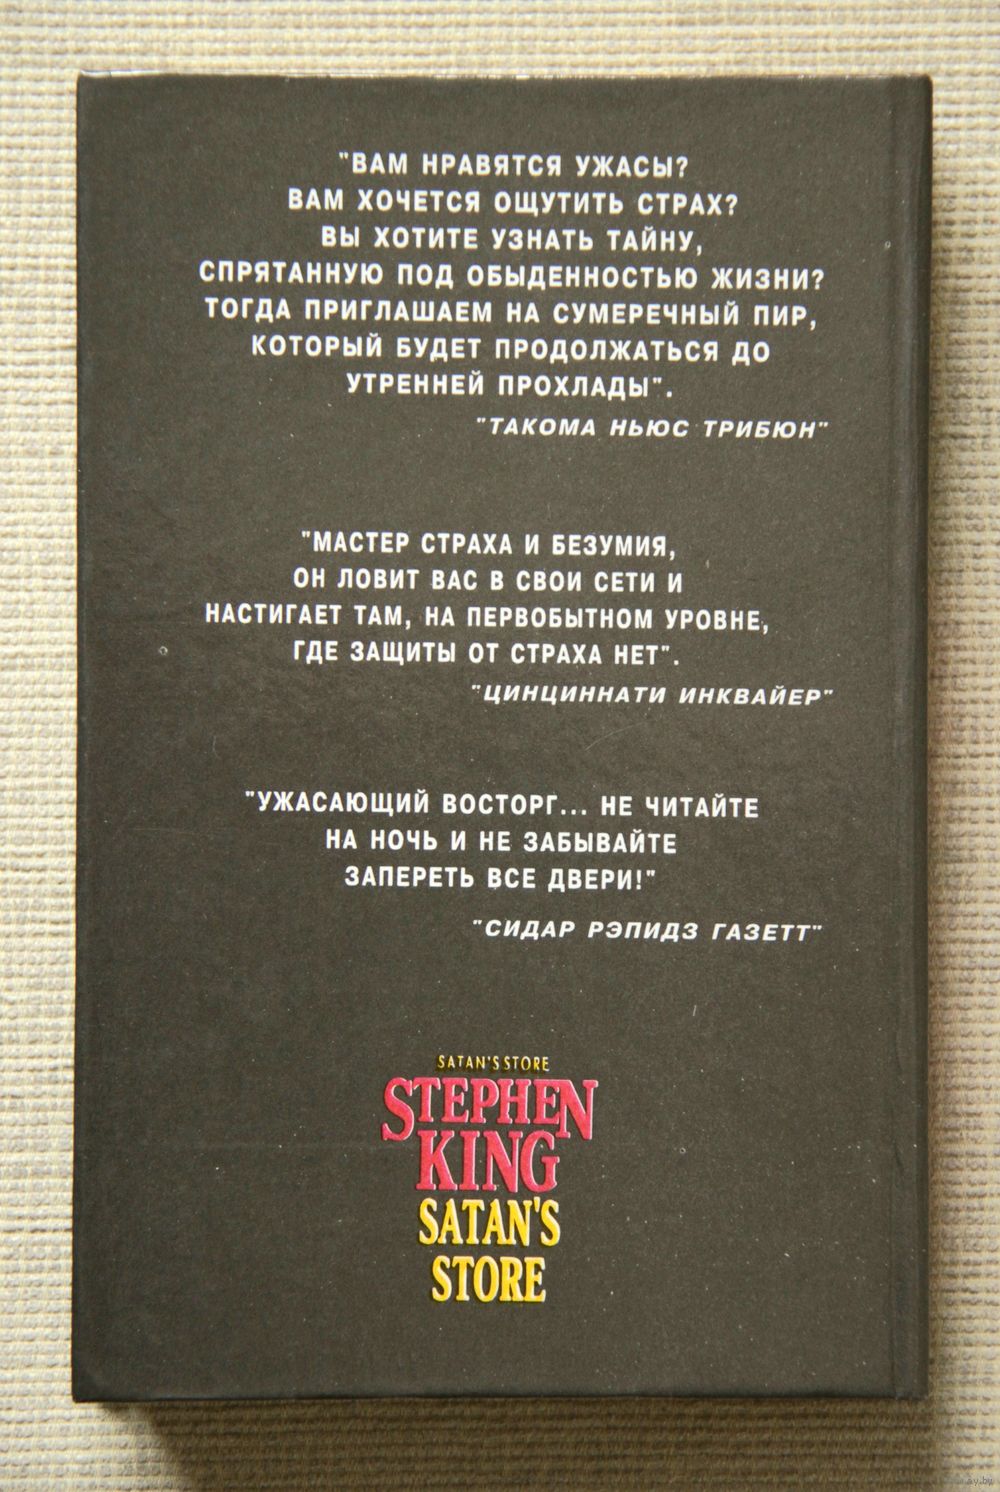 "ВАМ НРАВЯТСЯ УЖАСЫ?
ВАМ ХОЧЕТСЯ ОЩУТИТЬ СТРАХ?
ВЫ ХОТИТЕ УЗНАТЬ ТАЙНУ,
СПРЯТАННУЮ ПОД ОБЫДЕННОСТЬЮ ЖИЗНИ?
ТОГДА ПРИГЛАШАЕМ НА СУМЕРЕЧНЫЙ ПИР,
КОТОРЫЙ БУДЕТ ПРОДОЛЖАТЬСЯ ДО
УТРЕННЕЙ ПРОХЛАДЫ".
"ТАКОМА НЬЮС ТРИБЮН"
"МАСТЕР СТРАХА И БЕЗУМИЯ,
ОН ЛОВИТ ВАС В СВОИ СЕТИ И
НАСТИГАЕТ ТАМ, НА ПЕРВОБЫТНОМ УРОВНЕ,
ГДЕ ЗАЩИТЫ ОТ СТРАХА НЕТ".
"ЦИНЦИННАТИ ИНКВАЙЕР"
"УЖАСАЮЩИЙ ВОСТОРГ... НЕ ЧИТАЙТЕ
НА НОЧЬ И НЕ ЗАБЫВАЙТЕ
ЗАПЕРЕТЬ ВСЕ ДВЕРИ!"
"СИДАР РЭПИДЗ ГАЗЕТТ"
SATAN'S STORE
STEPHEN
KING
SATAN'S
STORE